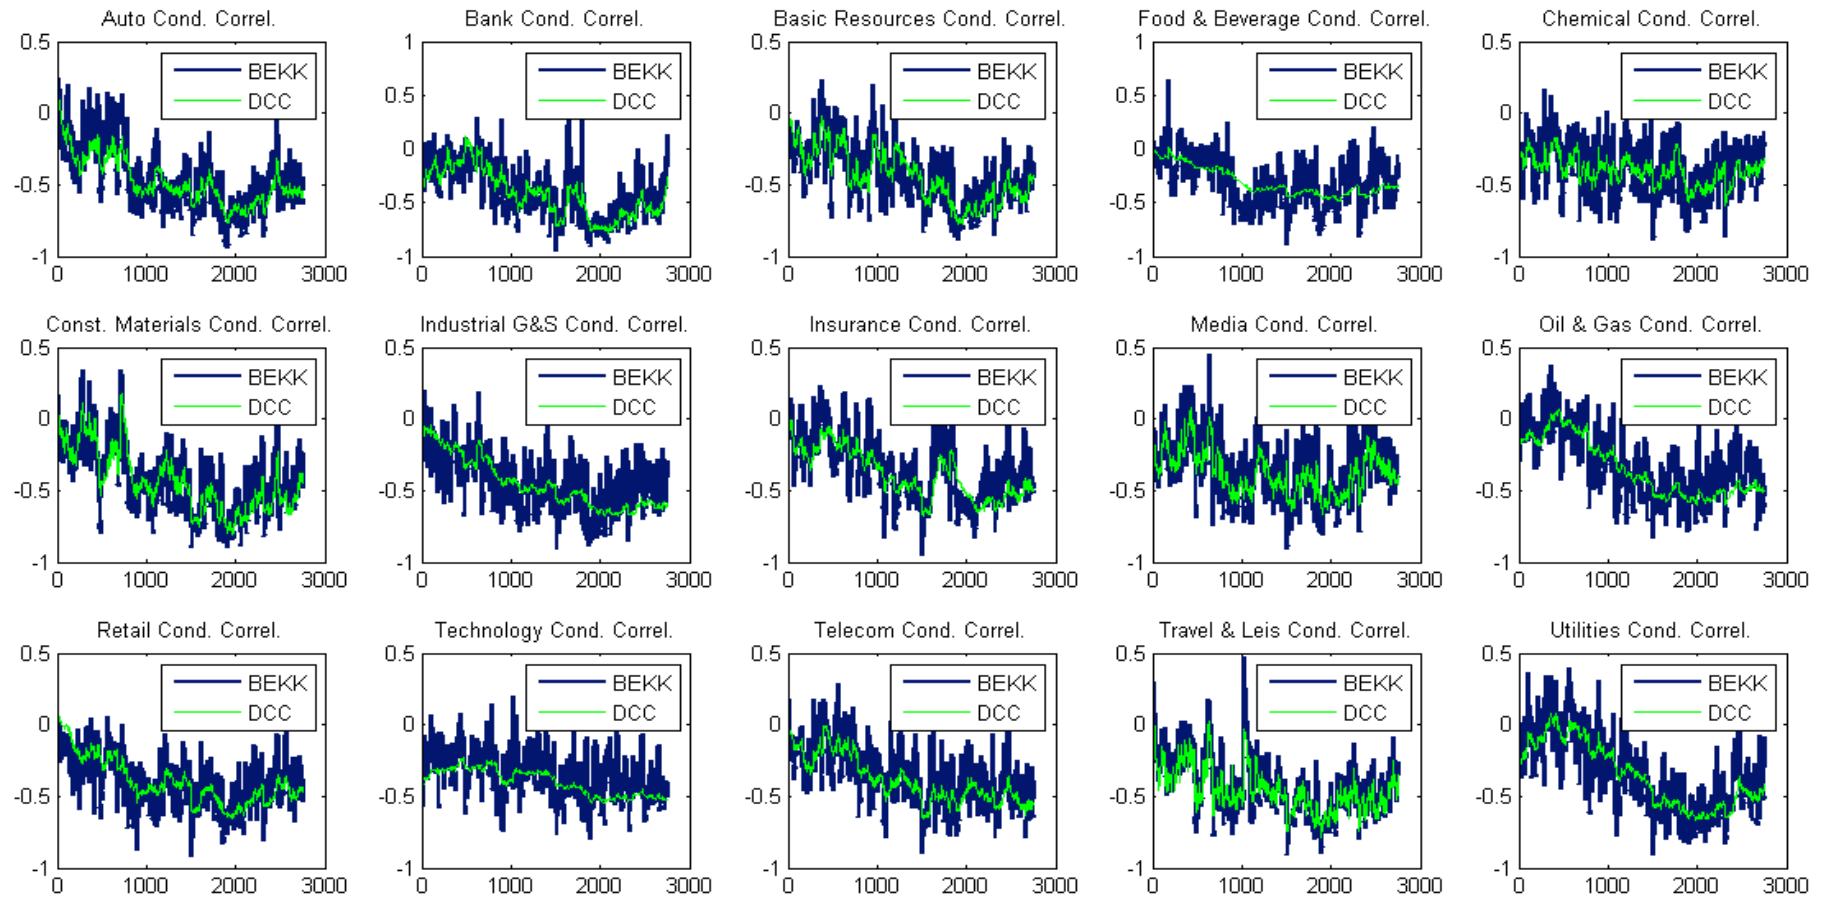 Auto Cond. Correl.
0.5
BEKK
DCC
0
-0.5
-1
0 1000 2000 3000
Bank Cond. Correl.
1
BEKK
0.5
DCC
0
-0.5
-1
0 1000 2000 3000
Basic Resources Cond. Correl.
0.5
BEKK
DCC
0
-0.5
-1
0 1000 2000 3000
Food & Beverage Cond. Correl.
1
BEKK
0.5
DCC
0
-0.5
-1
0 1000 2000 3000
Chemical Cond. Correl.
0.5
BEKK
DCC
0
-0.5
-1
0 1000 2000 3000
Const. Materials Cond. Correl.
0.5
BEKK
DCC
0
-0.5
-1
0 1000 2000 3000
Industrial G&S Cond. Correl.
0.5
BEKK
DCC
0
-0.5
-1
0 1000 2000 3000
Insurance Cond. Correl.
0.5
BEKK
DCC
0
-0.5
-1
0 1000 2000 3000
Media Cond. Correl.
0.5
BEKK
DCC
0
-0.5
-1
0 1000 2000 3000
Oil & Gas Cond. Correl.
0.5
BEKK
DCC
0
-0.5
-1
0 1000 2000 3000
Retail Cond. Correl.
0.5
BEKK
DCC
0
-0.5
-1
0 1000 2000 3000
Technology Cond. Correl.
0.5
BEKK
DCC
0
-0.5
-1
0 1000 2000 3000
Telecom Cond. Correl.
0.5
BEKK
DCC
0
-0.5
-1
0 1000 2000 3000
Travel & Leis Cond. Correl.
0.5
BEKK
DCC
0
-0.5
-1
0 1000 2000 3000
Utilities Cond. Correl.
0.5
BEKK
DCC
0
-0.5
-1
0 1000 2000 3000